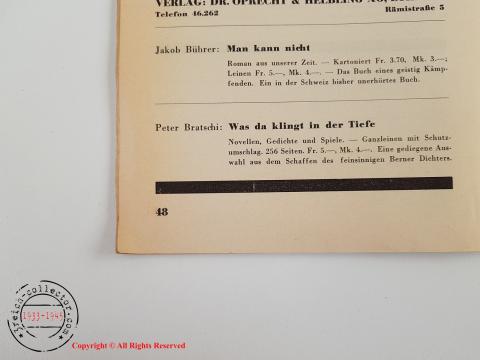 VERLAG: DR. OPRECHT & HELBLING AG,
Telefon 46.262 Rämistraße 5
Jakob Bührer: Man kann nicht
Roman aus unserer Zeit. — Kartoniert Fr. 3.70, Mk. 3.—;
Leinen Fr. 5.—, Mk. 4.—. — Das Buch eines geistig Kämp-
fenden. Ein in der Schweiz bisher unerhörtes Buch.
Peter Bratschi: Was da klingt in der Tiefe
Novellen, Gedichte und Spiele. — Ganzleinen mit Schutz-
umschlag. 256 Seiten. Fr. 5.—, Mk. 4.—. Eine gediegene Aus-
wahl aus dem Schaffen des feinsinnigen Berner Dichters.
48
3reich-collector.com
1933-1945
Copyright © All Rights Reserved